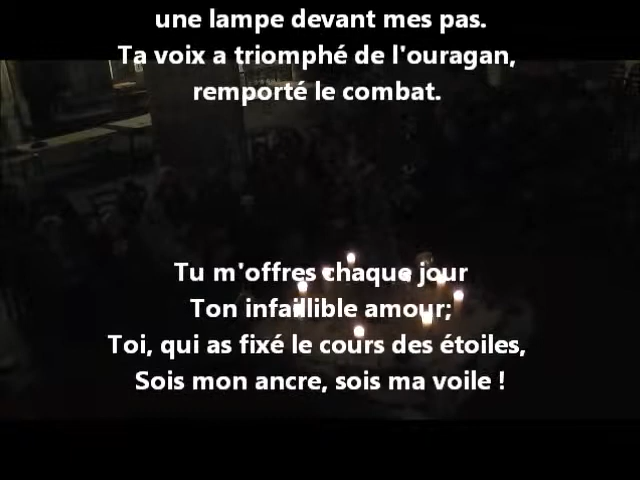 une lampe devant mes pas.
Ta voix a triomphé de l'ouragan,
remporté le combat.
Tu m'offres chaque jour
Ton infaillible amour;
Toi, qui as fixé le cours des étoiles,
Sois mon ancre, sois ma voile !